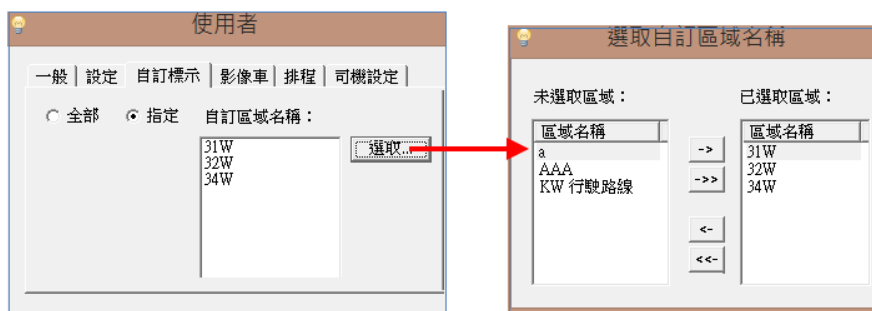 使用者
一般 設定 自訂標示 影像車 排程 司機設定
全部 指定 自訂區域名稱：
31W
32W
34W
選取...
選取自訂區域名稱
未選取區域：
區域名稱
a
AAA
KW 行駛路線
->
->>
<-
<<-
已選取區域：
區域名稱
31W
32W
34W